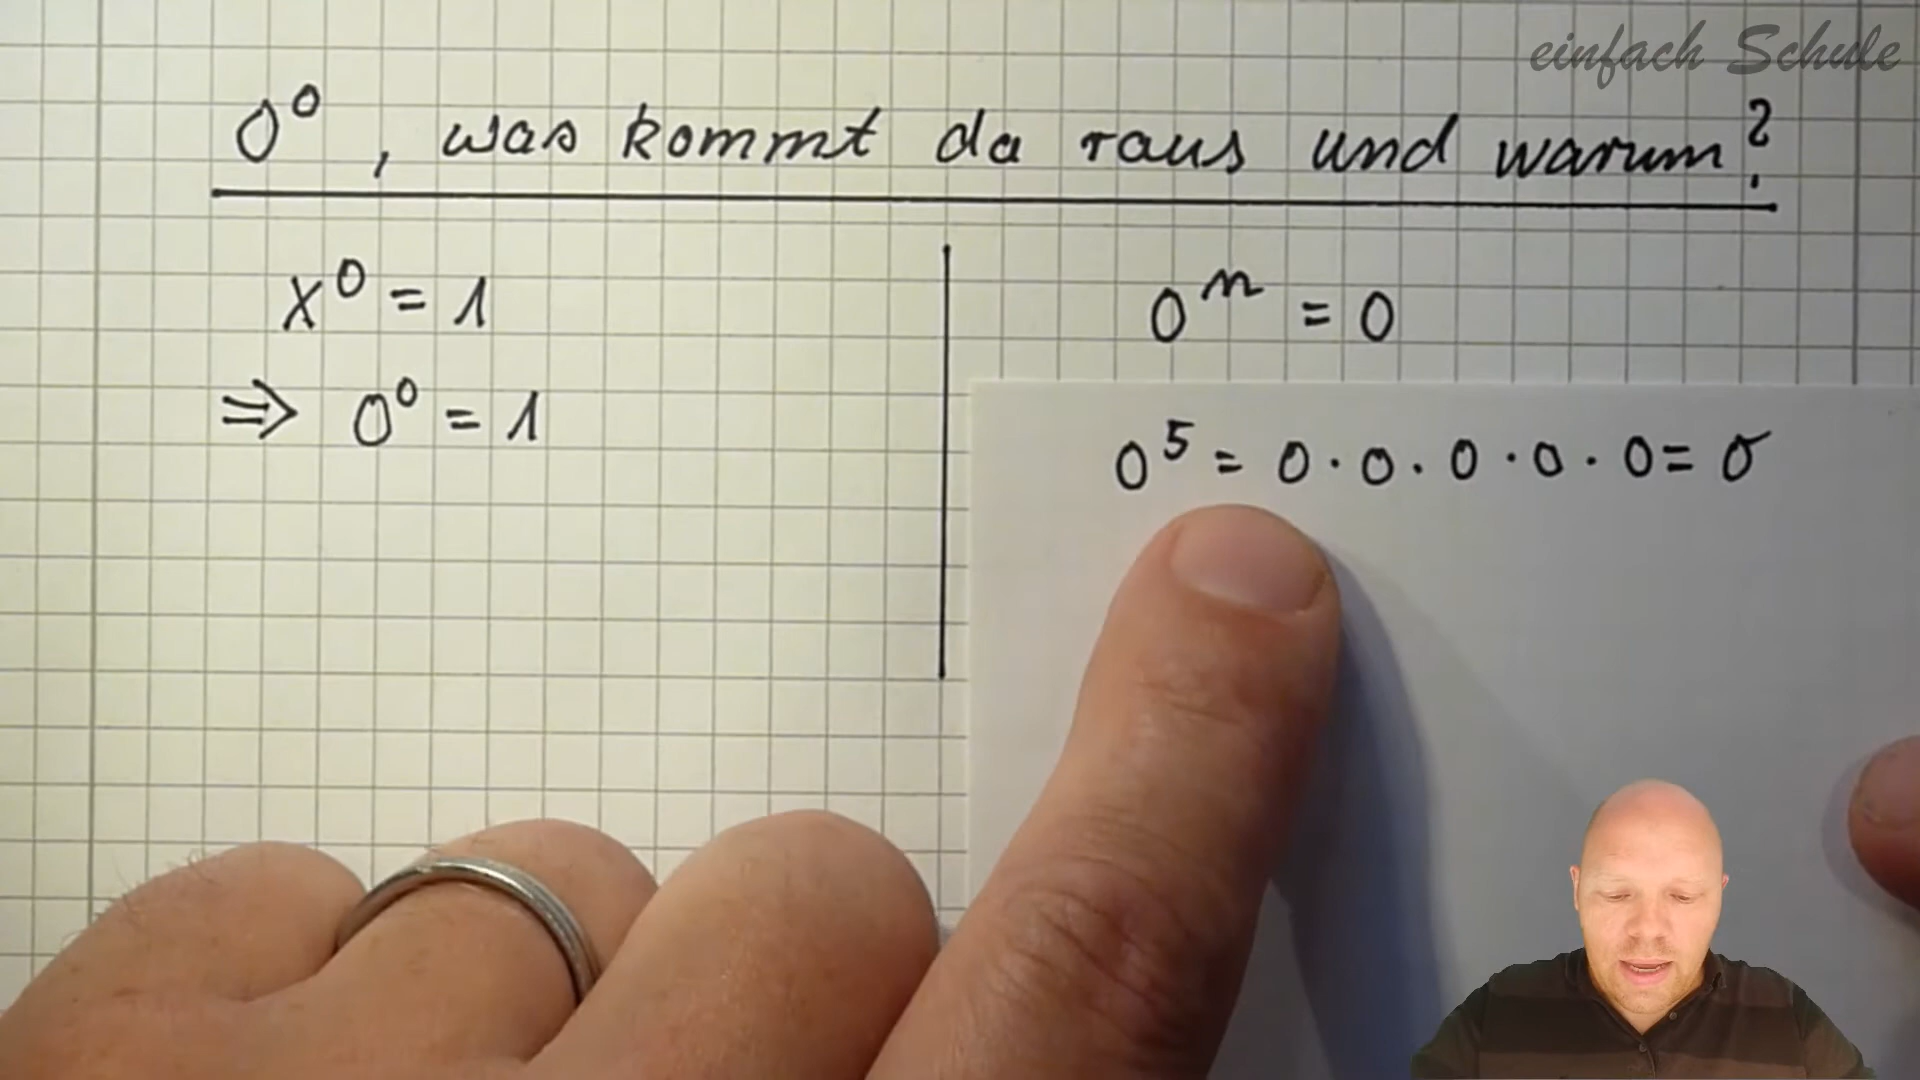 einfach Schule
0⁰, was kommt da raus und warum?
x⁰ = 1
⇒ 0⁰ = 1
0ⁿ = 0
0⁵ = 0 · 0 · 0 · 0 · 0 = 0